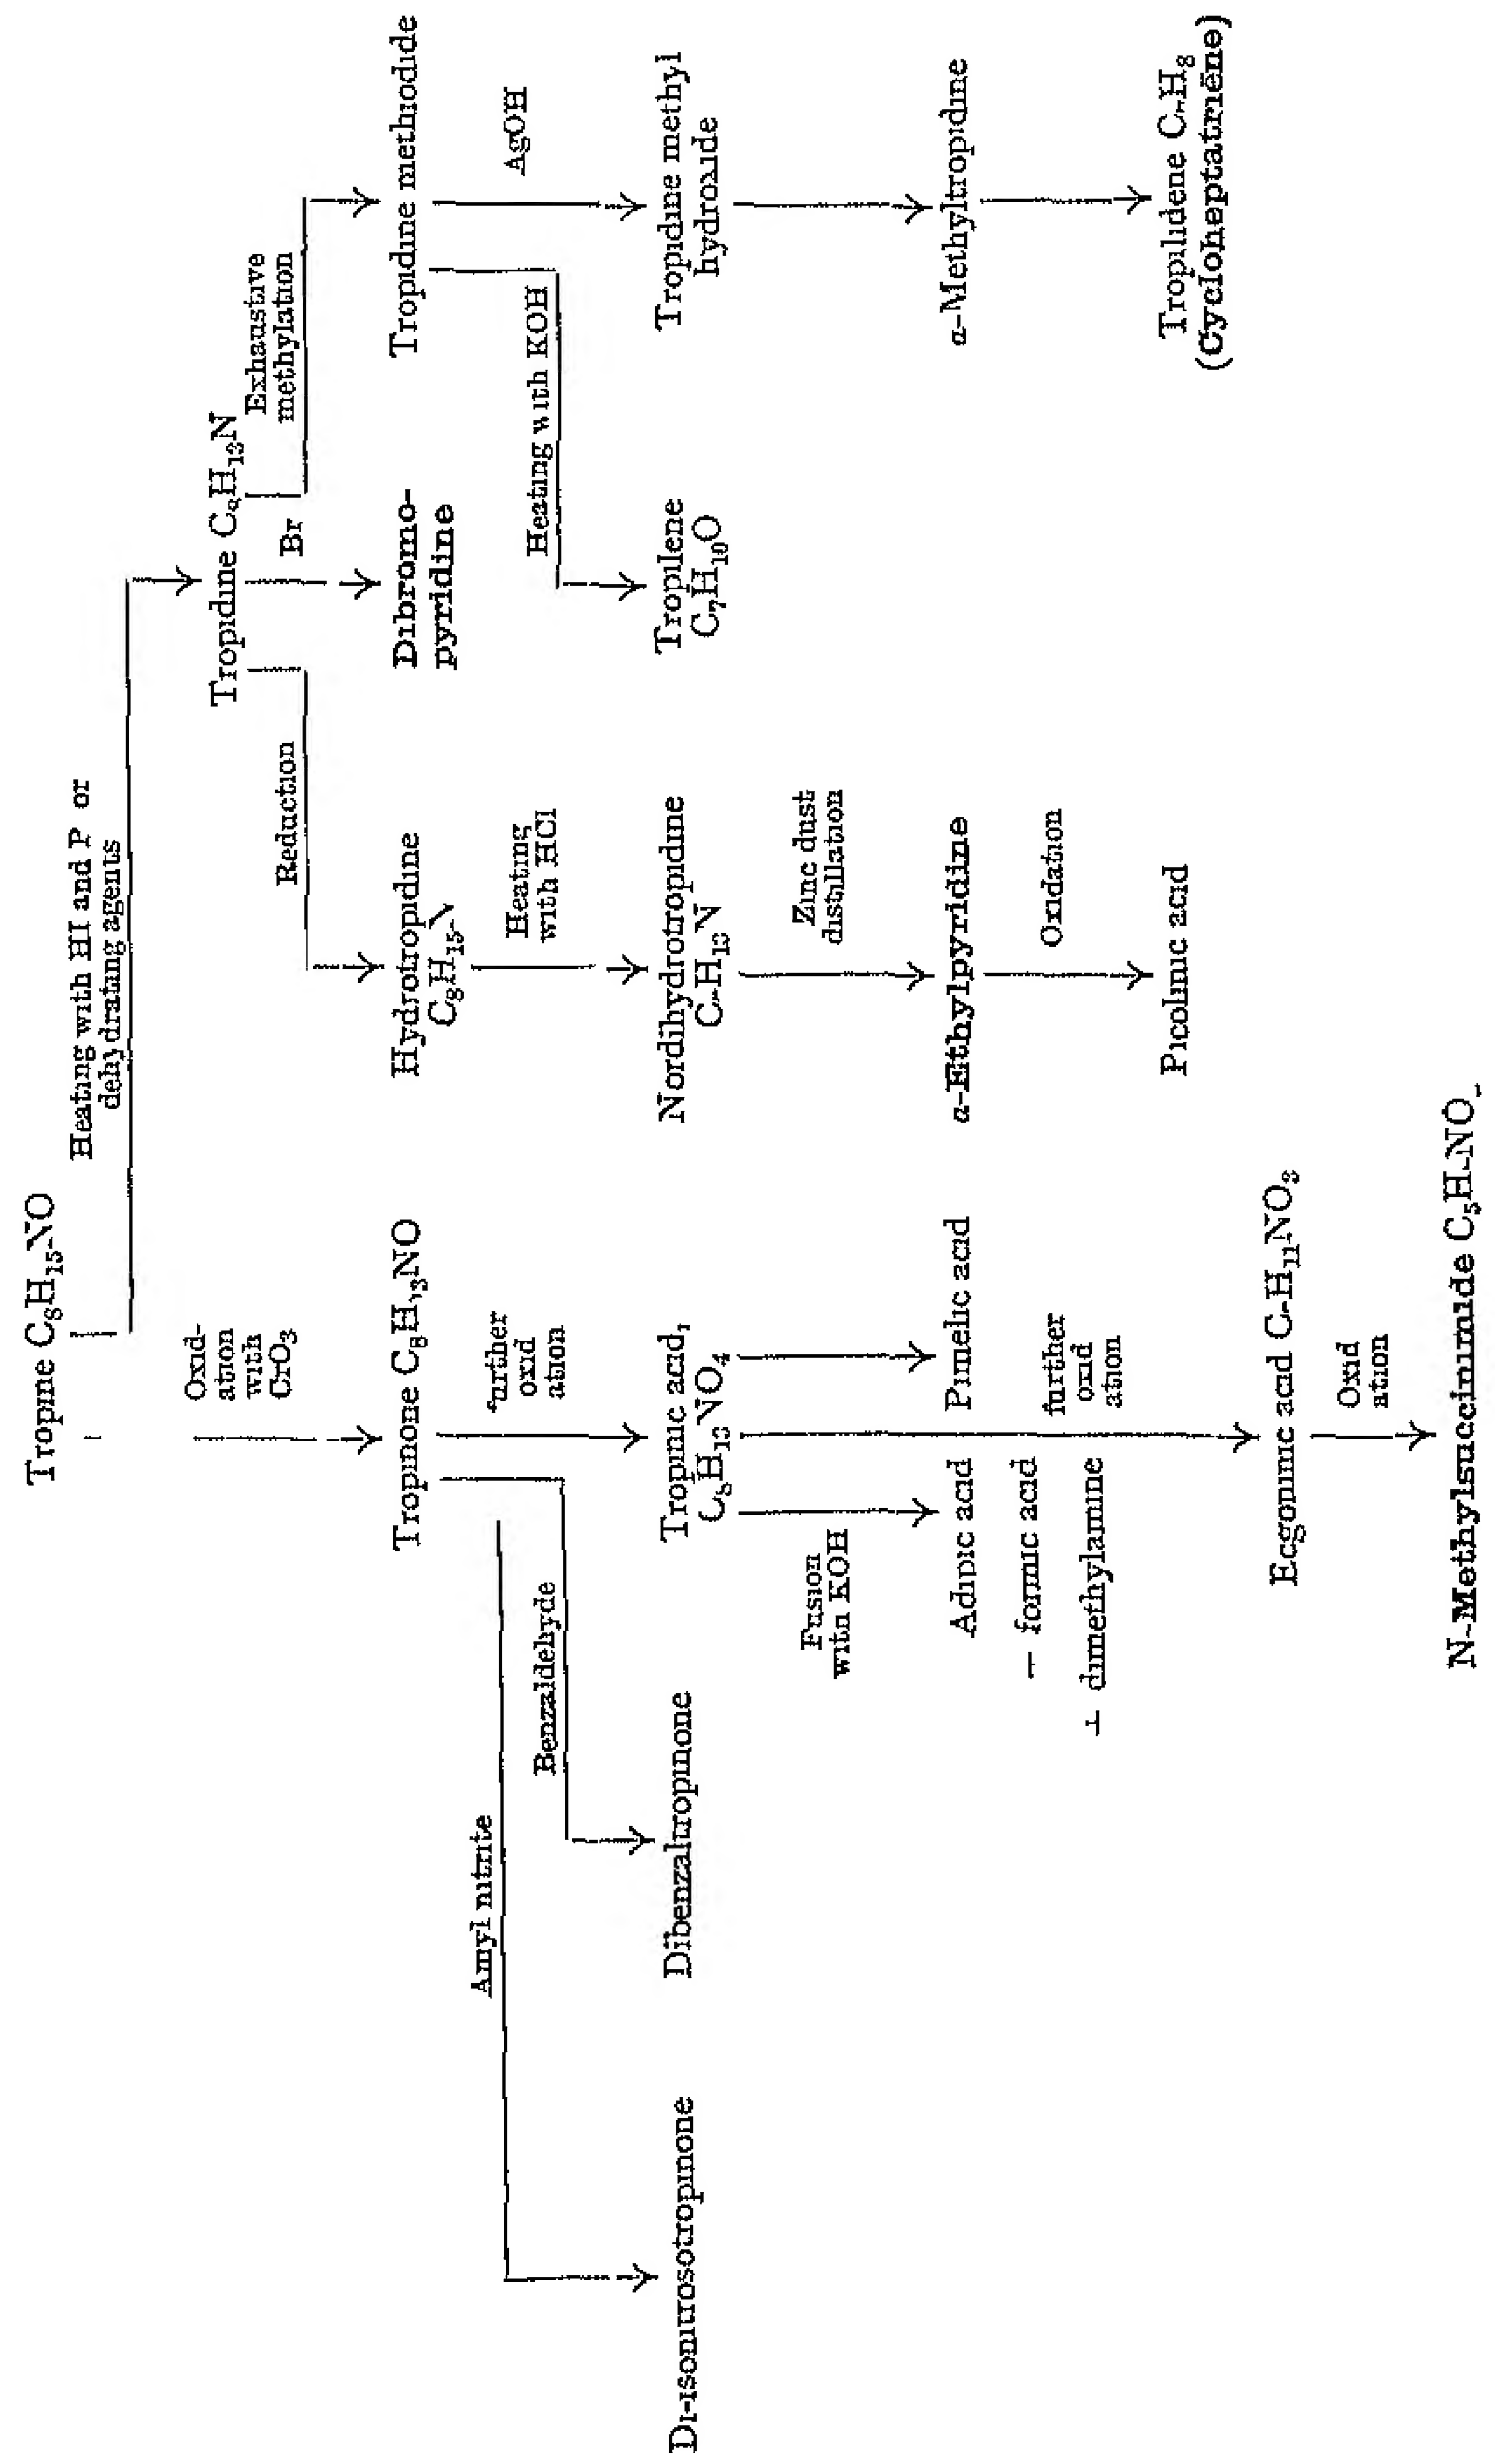 Tropine C8H15NO
Heating with HI and P or
dehydrating agents
Oxid-
ation
with
CrO3
Tropidine C8H13N
Reduction
Br
Exhaustive
methylation
Tropinone C8H13NO
Hydrotropidine
C8H15N
Dibromo-
pyridine
Tropidine methiodide
Amyl nitrite
Benzaldehyde
further
oxid
ation
Heating
with HCl
Heating with KOH
AgOH
Di-isonitrosotropinone
Dibenzaltropinone
Tropinic acid,
C8H13NO4
Nordihydrotropidine
C7H13N
Tropilene
C7H10O
Tropidine methyl
hydroxide
Fusion
with KOH
Zinc dust
distillation
Adipic acid
+ formic acid
+ dimethylamine
Pimelic acid
further
oxid
ation
α-Ethylpyridine
Oxidation
α-Methyltropidine
Picolinic acid
Tropilidene C7H8
(Cycloheptatriëne)
Ecgoninic acid C7H11NO3
Oxid
ation
N-Methylsuccinimide C5H7NO2